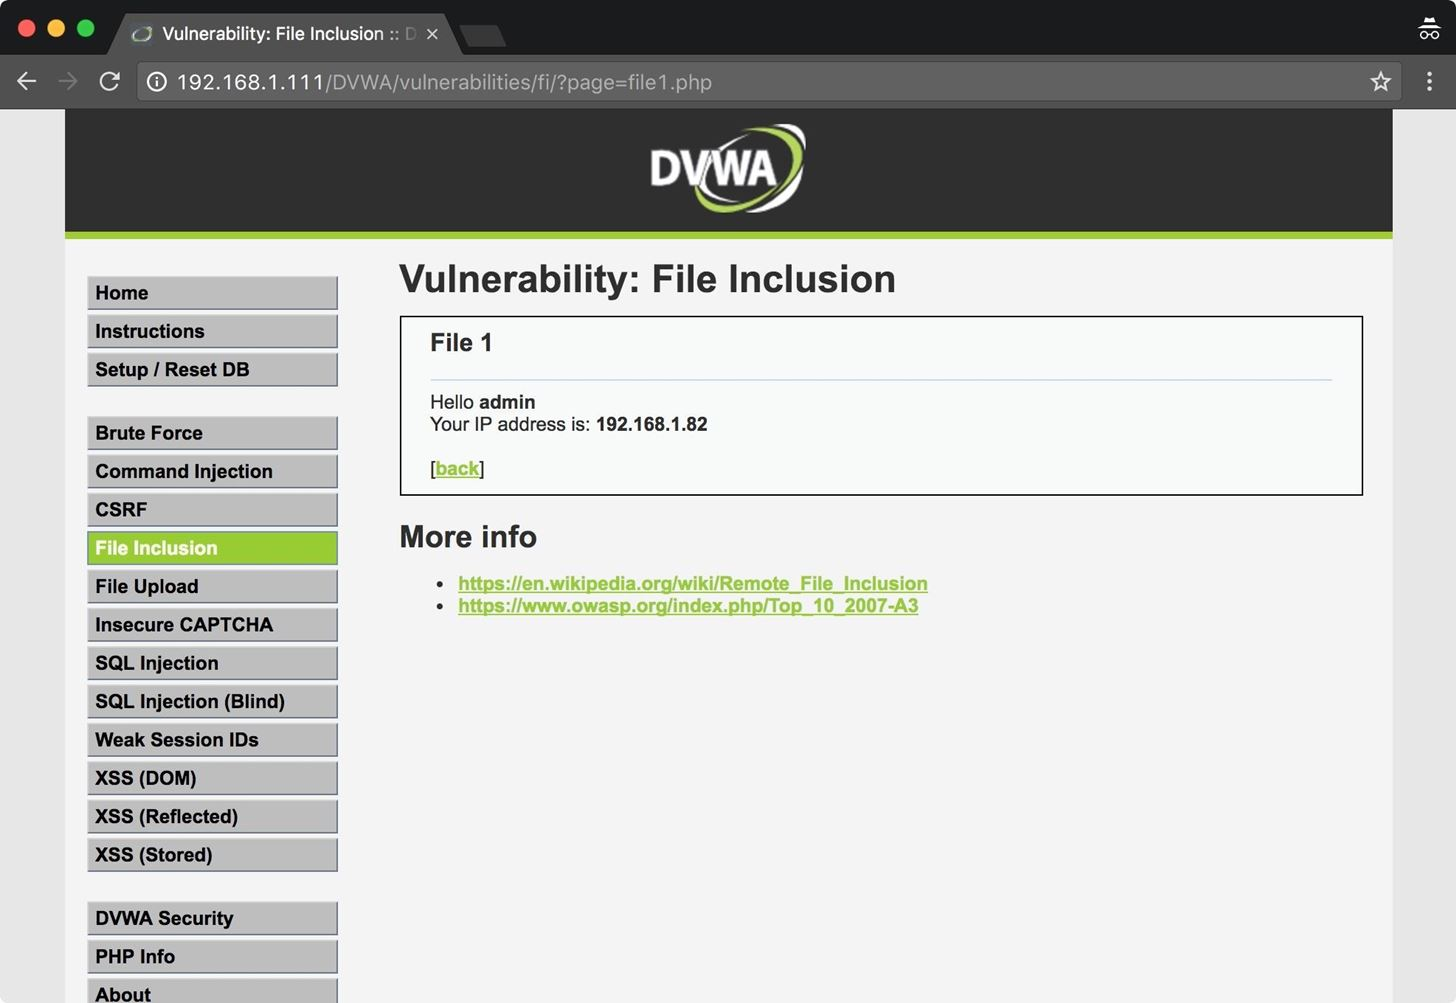 Vulnerability: File Inclusion :: D
192.168.1.111/DVWA/vulnerabilities/fi/?page=file1.php
DVWA
Home
Instructions
Setup / Reset DB
Brute Force
Command Injection
CSRF
File Inclusion
File Upload
Insecure CAPTCHA
SQL Injection
SQL Injection (Blind)
Weak Session IDs
XSS (DOM)
XSS (Reflected)
XSS (Stored)
DVWA Security
PHP Info
About
Vulnerability: File Inclusion
File 1
Hello admin
Your IP address is: 192.168.1.82
[back]
More info
https://en.wikipedia.org/wiki/Remote_File_Inclusion
https://www.owasp.org/index.php/Top_10_2007-A3